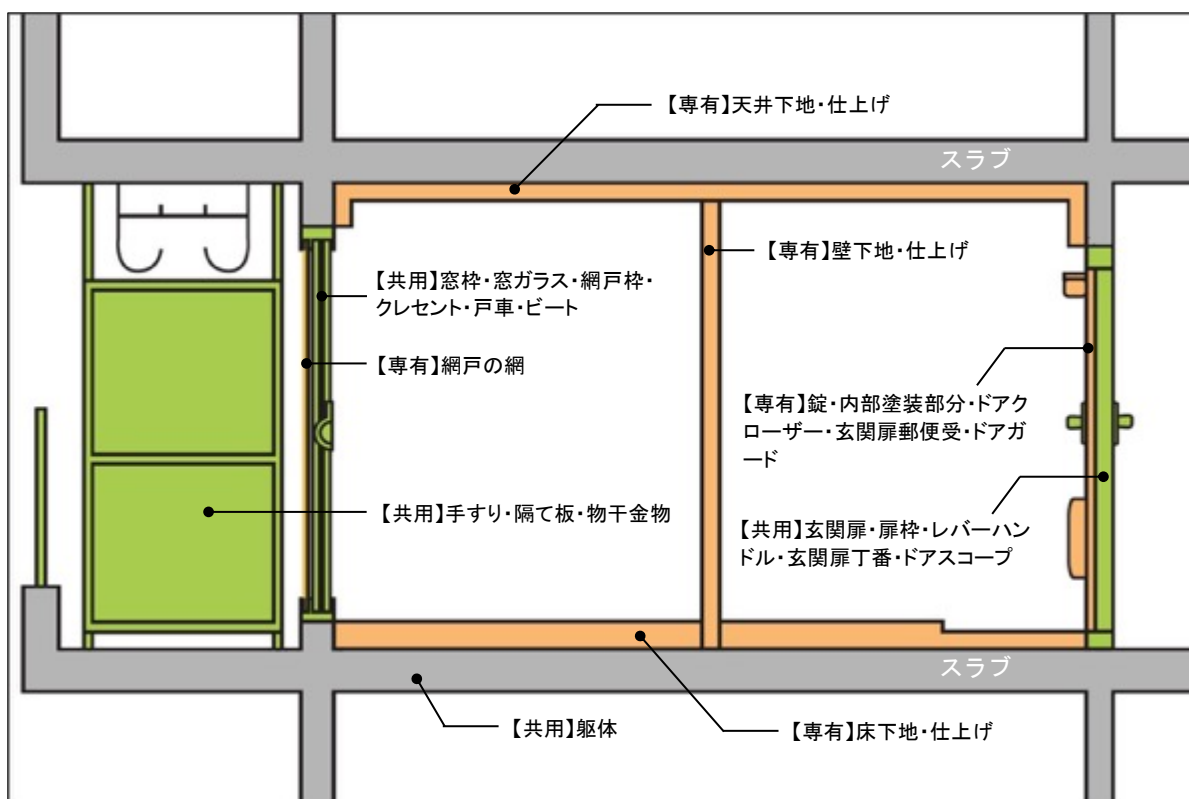 【専有】天井下地・仕上げ
スラブ
【専有】壁下地・仕上げ
【共用】窓枠・窓ガラス・網戸枠・
クレセント・戸車・ビート
【専有】網戸の網
【専有】錠・内部塗装部分・ドアク
ローザー・玄関扉郵便受・ドアガ
ード
【共用】手すり・隔て板・物干金物
【共用】玄関扉・扉枠・レバーハン
ドル・玄関扉丁番・ドアスコープ
スラブ
【共用】躯体
【専有】床下地・仕上げ